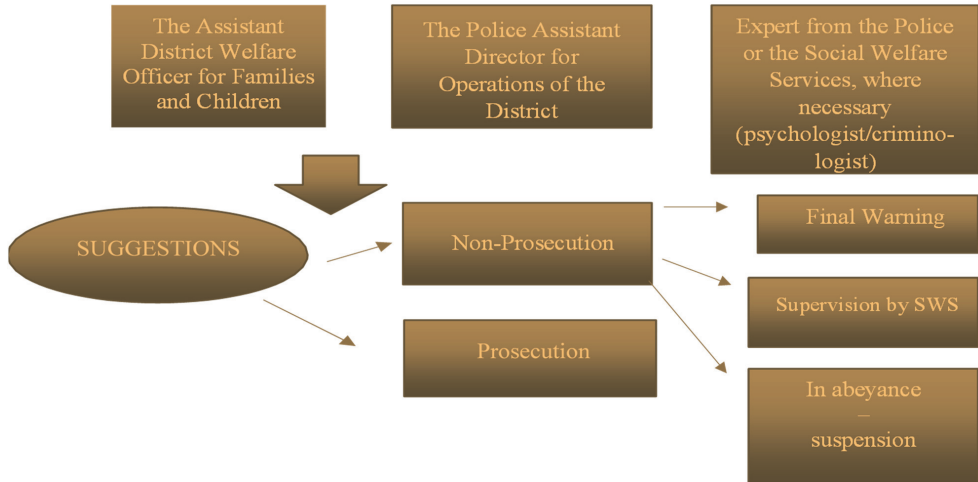 The Assistant
District Welfare
Officer for Families
and Children
The Police Assistant
Director for
Operations of the
District
Expert from the Police
or the Social Welfare
Services, where
necessary
(psychologist/crimino-
logist)
SUGGESTIONS
Non-Prosecution
Prosecution
Final Warning
Supervision by SWS
In abeyance
–
suspension